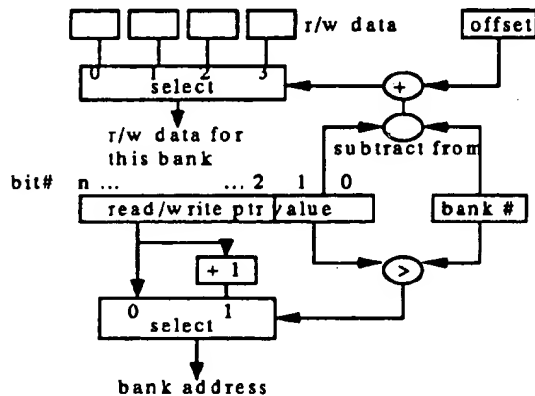 r/w data
offset
0 1 2 3
select
+
r/w data for
this bank
subtract from
bit# n ... ... 2 1 0
read/write ptr value
bank #
+ 1
>
0 1
select
bank address